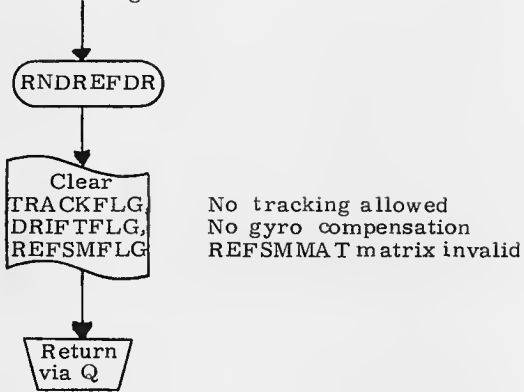 RNDREFDR
Clear
TRACKFLG, No tracking allowed
DRIFTFLG, No gyro compensation
REFSMFLG REFSMMAT matrix invalid
Return
via Q